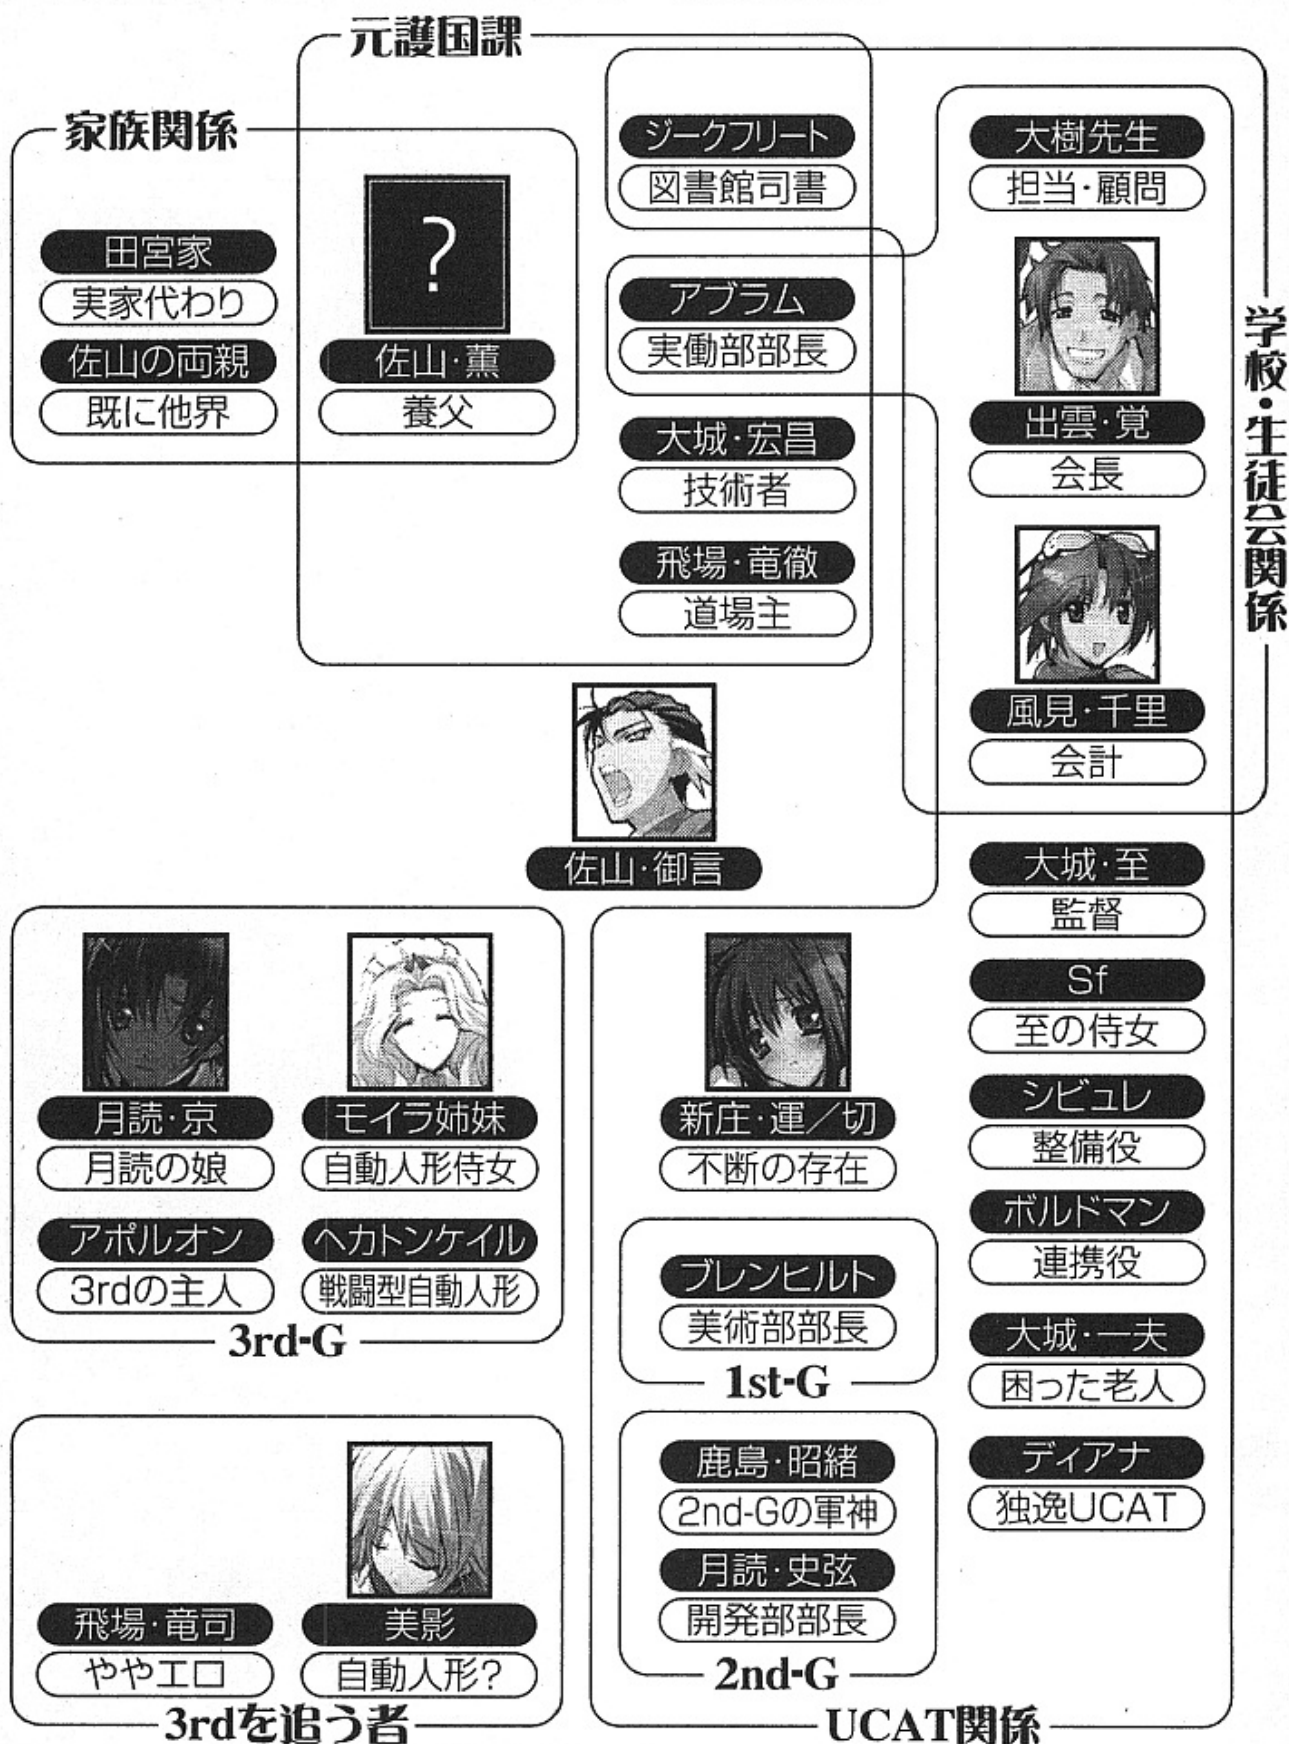 元護国課
家族関係
田宮家
実家代わり
佐山の両親
既に他界
?
佐山・薫
養父
ジークフリート
図書館司書
アブラム
実働部部長
大城・宏昌
技術者
飛場・竜徹
道場主
大樹先生
担当・顧問
出雲・覚
会長
風見・千里
会計
学校・生徒会関係
佐山・御言
月読・京
月読の娘
モイラ姉妹
自動人形侍女
アポルオン
3rdの主人
ヘカトンケイル
戦闘型自動人形
3rd-G
飛場・竜司
ややエロ
美影
自動人形?
3rdを追う者
新庄・運／切
不断の存在
ブレンヒルト
美術部部長
1st-G
鹿島・昭緒
2nd-Gの軍神
月読・史弦
開発部部長
2nd-G
大城・至
監督
Sf
至の侍女
シビュレ
整備役
ボルドマン
連携役
大城・一夫
困った老人
ディアナ
独逸UCAT
UCAT関係